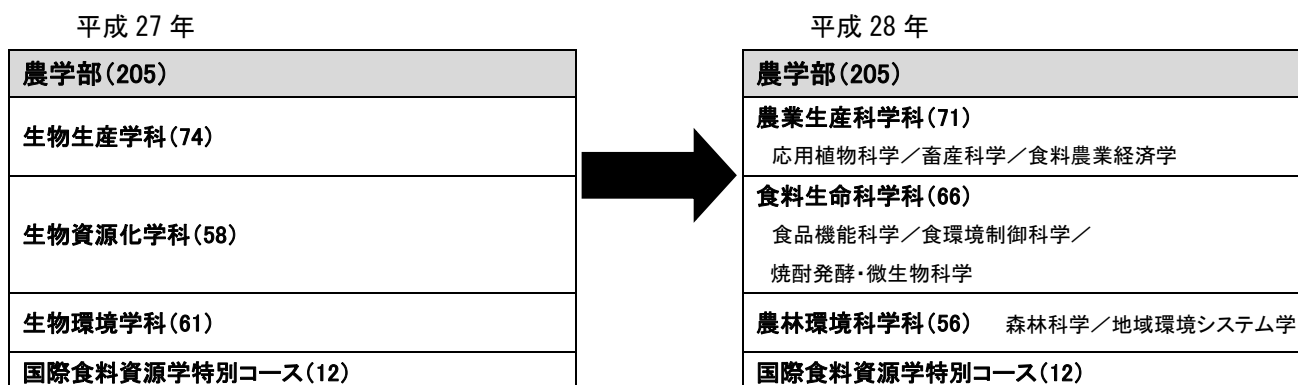 平成 27 年
農学部(205)
生物生産学科(74)
生物資源化学科(58)
生物環境学科(61)
国際食料資源学特別コース(12)
平成 28 年
農学部(205)
農業生産科学科(71)
応用植物科学／畜産科学／食料農業経済学
食料生命科学科(66)
食品機能科学／食環境制御科学／
焼酎発酵・微生物科学
農林環境科学科(56) 森林科学／地域環境システム学
国際食料資源学特別コース(12)